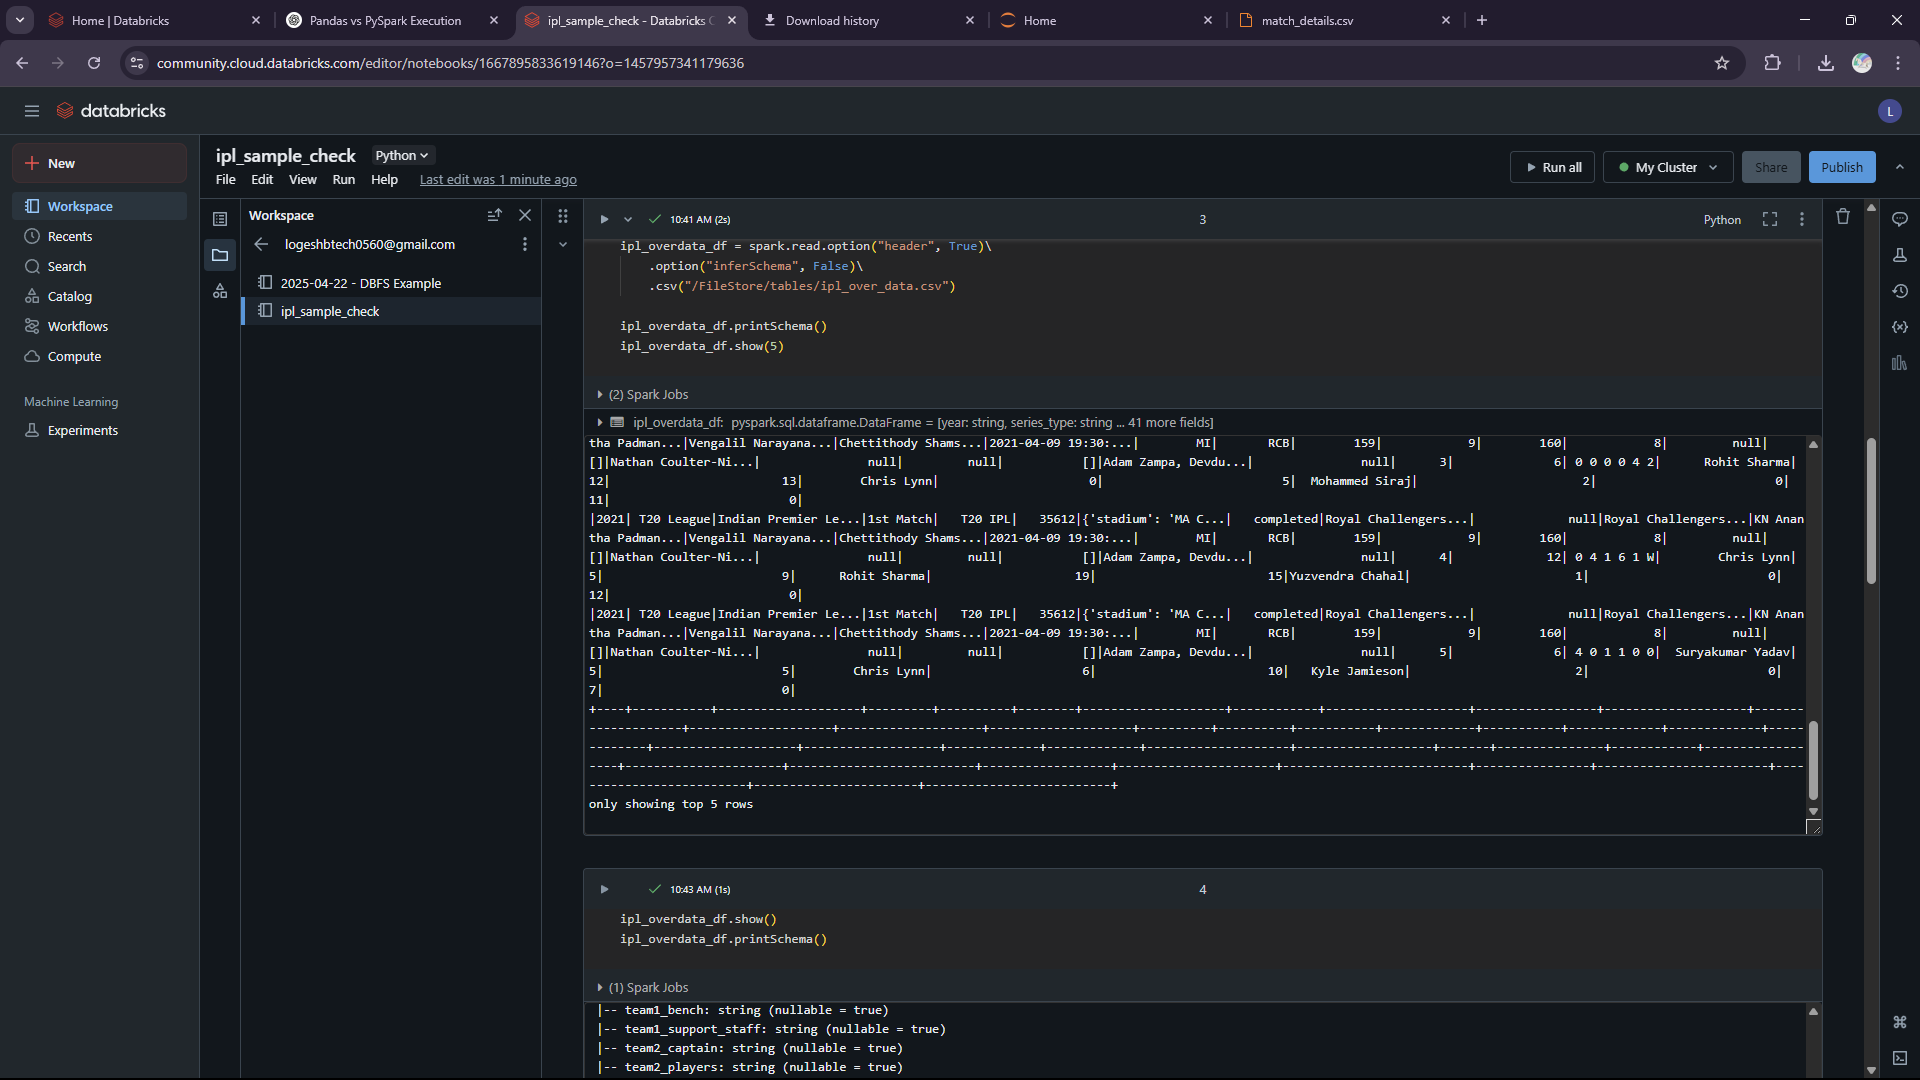 Home | Databricks
Pandas vs PySpark Execution
ipl_sample_check - Databricks C
Download history
Home
match_details.csv
community.cloud.databricks.com/editor/notebooks/1667895833619146?o=1457957341179636
databricks
L
New
Workspace
Recents
Search
Catalog
Workflows
Compute
Machine Learning
Experiments
ipl_sample_check
Python
File Edit View Run Help Last edit was 1 minute ago
Run all
My Cluster
Share
Publish
Workspace
logeshbtech0560@gmail.com
2025-04-22 - DBFS Example
ipl_sample_check
10:41 AM (2s)
3
Python
ipl_overdata_df = spark.read.option("header", True)\
.option("inferSchema", False)\
.csv("/FileStore/tables/ipl_over_data.csv")
ipl_overdata_df.printSchema()
ipl_overdata_df.show(5)
(2) Spark Jobs
ipl_overdata_df: pyspark.sql.dataframe.DataFrame = [year: string, series_type: string ... 41 more fields]
tha Padman...|Vengalil Narayana...|Chettithody Shams...|2021-04-09 19:30:...| MI| RCB| 159| 9| 160| 8| null|
[]|Nathan Coulter-Ni...| null| null| []|Adam Zampa, Devdu...| null| 3| 6| 0 0 0 0 4 2| Rohit Sharma|
12| 13| Chris Lynn| 0| 5| Mohammed Siraj| 2| 0|
11| 0|
|2021| T20 League|Indian Premier Le...|1st Match| T20 IPL| 35612|{'stadium': 'MA C...| completed|Royal Challengers...| null|Royal Challengers...|KN Anan
tha Padman...|Vengalil Narayana...|Chettithody Shams...|2021-04-09 19:30:...| MI| RCB| 159| 9| 160| 8| null|
[]|Nathan Coulter-Ni...| null| null| []|Adam Zampa, Devdu...| null| 4| 12| 0 4 1 6 1 W| Chris Lynn|
5| 9| Rohit Sharma| 19| 15|Yuzvendra Chahal| 1| 0|
12| 0|
|2021| T20 League|Indian Premier Le...|1st Match| T20 IPL| 35612|{'stadium': 'MA C...| completed|Royal Challengers...| null|Royal Challengers...|KN Anan
tha Padman...|Vengalil Narayana...|Chettithody Shams...|2021-04-09 19:30:...| MI| RCB| 159| 9| 160| 8| null|
[]|Nathan Coulter-Ni...| null| null| []|Adam Zampa, Devdu...| null| 5| 6| 4 0 1 1 0 0| Suryakumar Yadav|
5| 5| Chris Lynn| 6| 10| Kyle Jamieson| 2| 0|
7| 0|
only showing top 5 rows
10:43 AM (1s)
4
ipl_overdata_df.show()
ipl_overdata_df.printSchema()
(1) Spark Jobs
|-- team1_bench: string (nullable = true)
|-- team1_support_staff: string (nullable = true)
|-- team2_captain: string (nullable = true)
|-- team2_players: string (nullable = true)